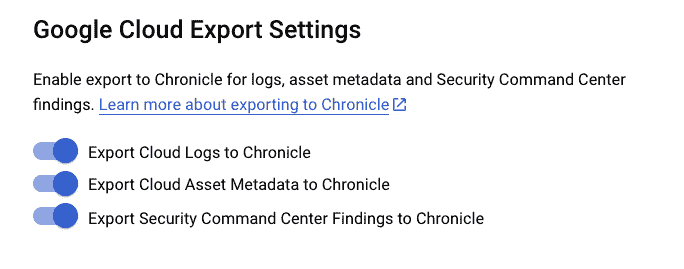 Google Cloud Export Settings
Enable export to Chronicle for logs, asset metadata and Security Command Center
findings. Learn more about exporting to Chronicle
Export Cloud Logs to Chronicle
Export Cloud Asset Metadata to Chronicle
Export Security Command Center Findings to Chronicle